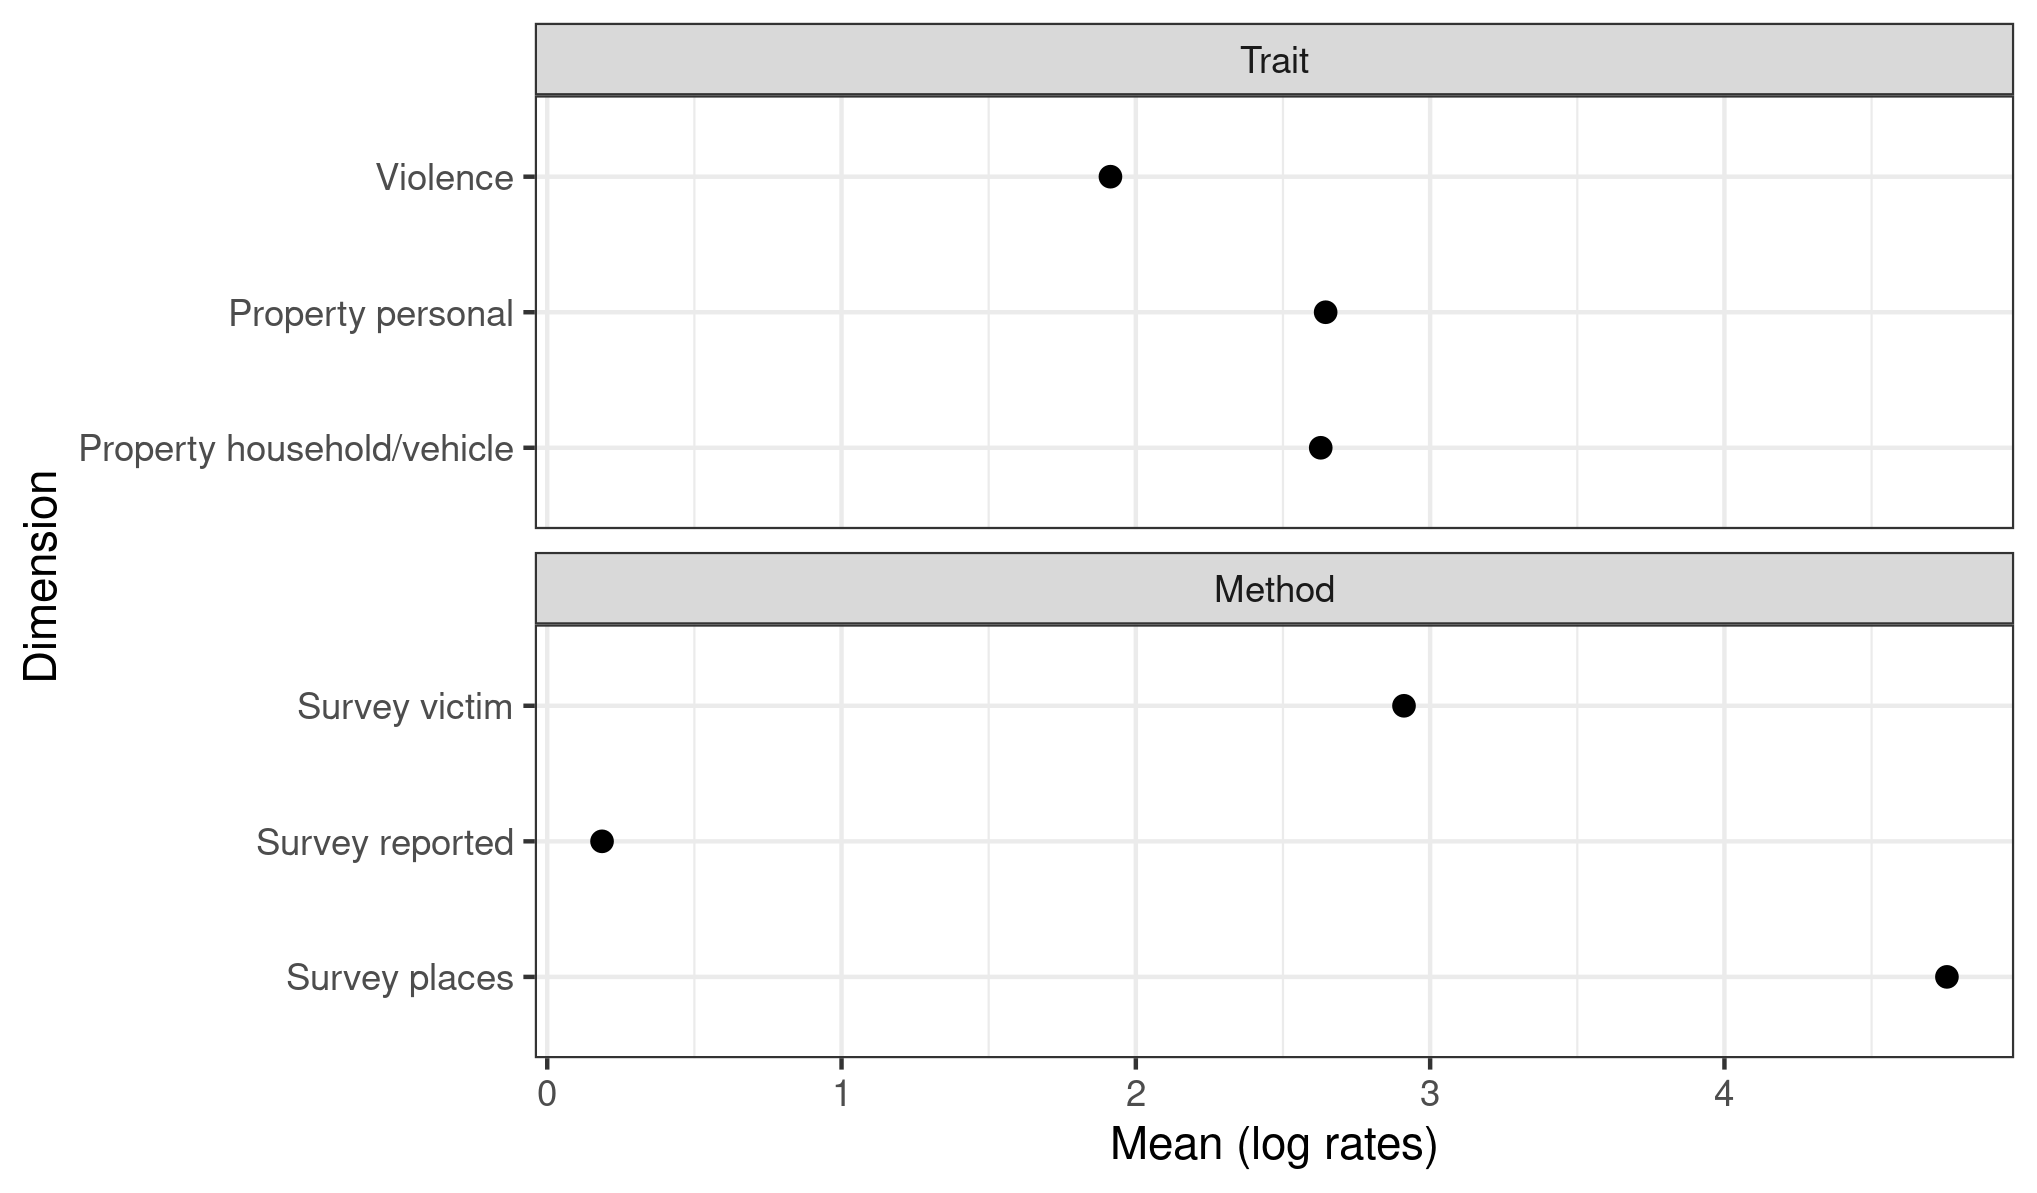 Trait
Violence
Property personal
Property household/vehicle
Method
Survey victim
Survey reported
Survey places
0 1 2 3 4
Mean (log rates)
Dimension